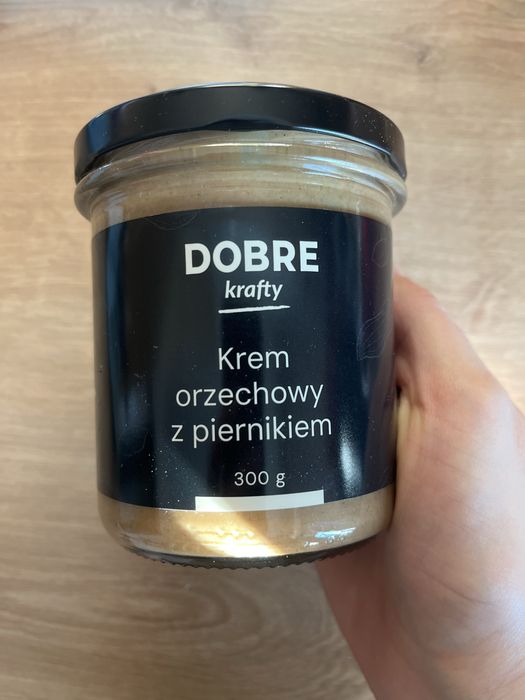 DOBRE
krafty
Krem
orzechowy
z piernikiem
300 g